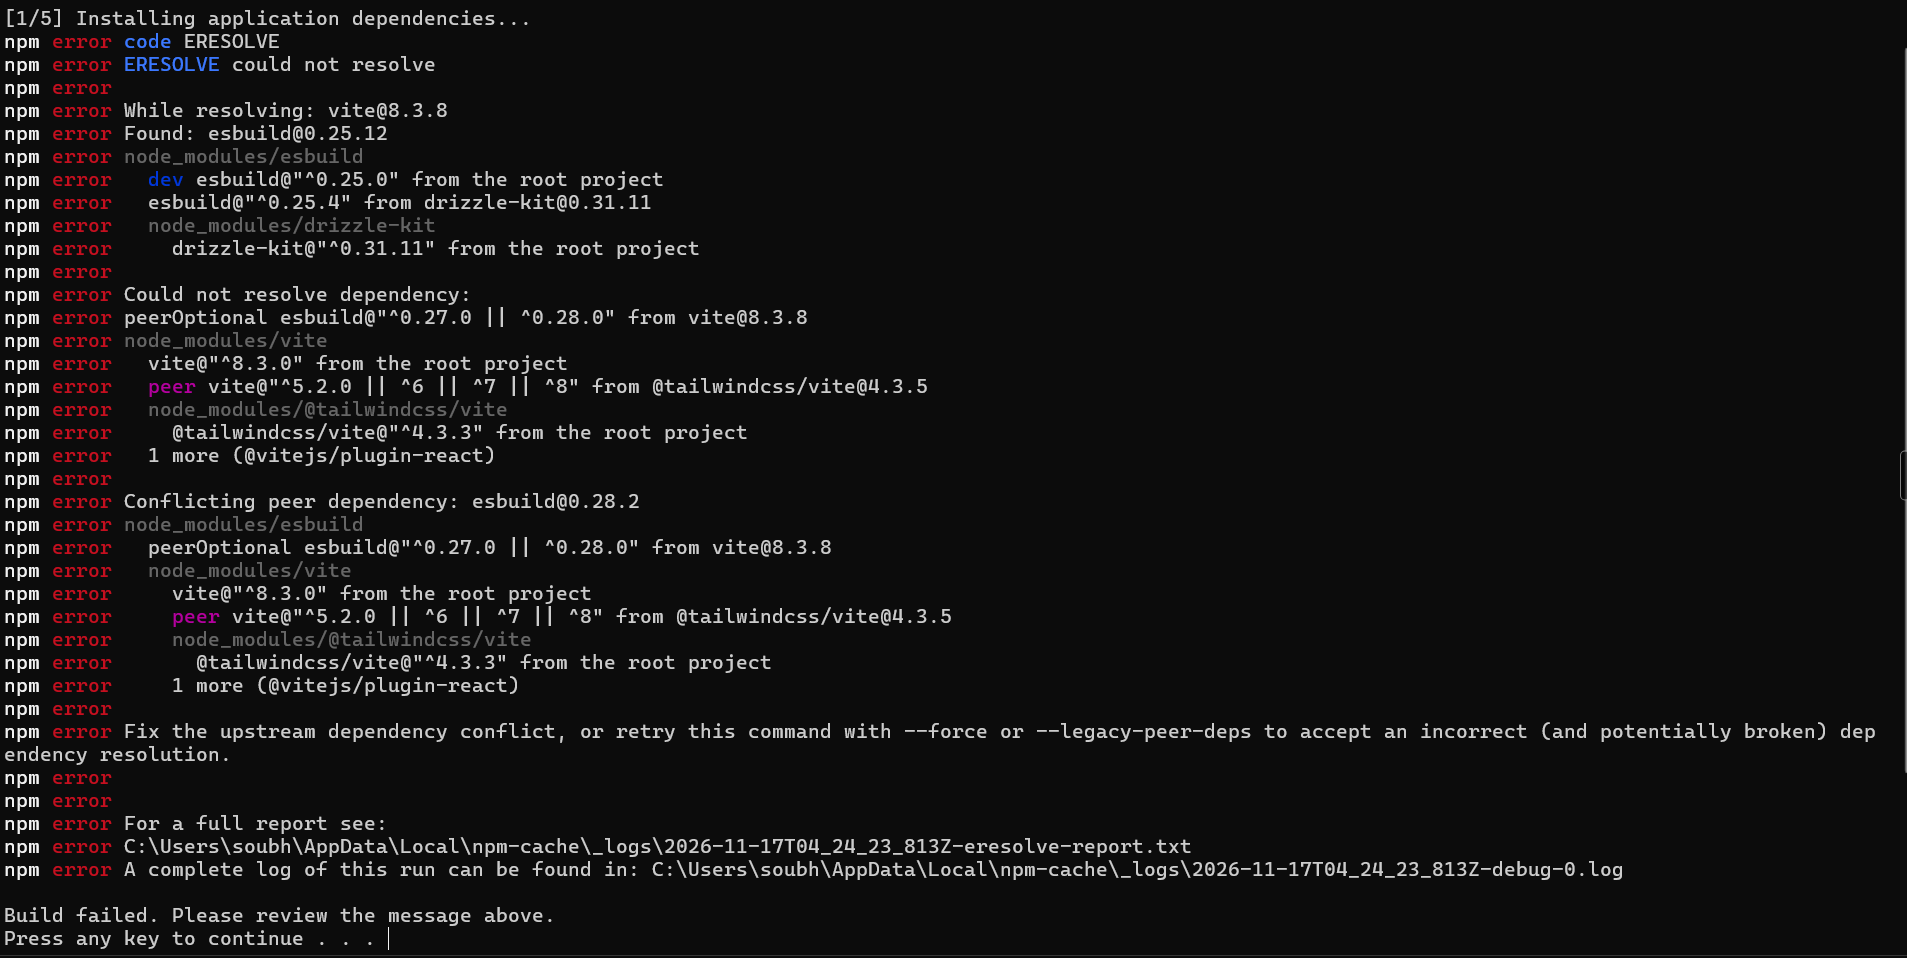 [1/5] Installing application dependencies...
npm error code ERESOLVE
npm error ERESOLVE could not resolve
npm error
npm error While resolving: vite@8.3.8
npm error Found: esbuild@0.25.12
npm error node_modules/esbuild
npm error   dev esbuild@"^0.25.0" from the root project
npm error   esbuild@"^0.25.4" from drizzle-kit@0.31.11
npm error   node_modules/drizzle-kit
npm error     drizzle-kit@"^0.31.11" from the root project
npm error
npm error Could not resolve dependency:
npm error peerOptional esbuild@"^0.27.0 || ^0.28.0" from vite@8.3.8
npm error node_modules/vite
npm error   vite@"^8.3.0" from the root project
npm error   peer vite@"^5.2.0 || ^6 || ^7 || ^8" from @tailwindcss/vite@4.3.5
npm error   node_modules/@tailwindcss/vite
npm error     @tailwindcss/vite@"^4.3.3" from the root project
npm error   1 more (@vitejs/plugin-react)
npm error
npm error Conflicting peer dependency: esbuild@0.28.2
npm error node_modules/esbuild
npm error   peerOptional esbuild@"^0.27.0 || ^0.28.0" from vite@8.3.8
npm error   node_modules/vite
npm error     vite@"^8.3.0" from the root project
npm error     peer vite@"^5.2.0 || ^6 || ^7 || ^8" from @tailwindcss/vite@4.3.5
npm error     node_modules/@tailwindcss/vite
npm error       @tailwindcss/vite@"^4.3.3" from the root project
npm error     1 more (@vitejs/plugin-react)
npm error
npm error Fix the upstream dependency conflict, or retry this command with --force or --legacy-peer-deps to accept an incorrect (and potentially broken) dep
endency resolution.
npm error
npm error
npm error For a full report see:
npm error C:\Users\soubh\AppData\Local\npm-cache\_logs\2026-11-17T04_24_23_813Z-eresolve-report.txt
npm error A complete log of this run can be found in: C:\Users\soubh\AppData\Local\npm-cache\_logs\2026-11-17T04_24_23_813Z-debug-0.log

Build failed. Please review the message above.
Press any key to continue . . .